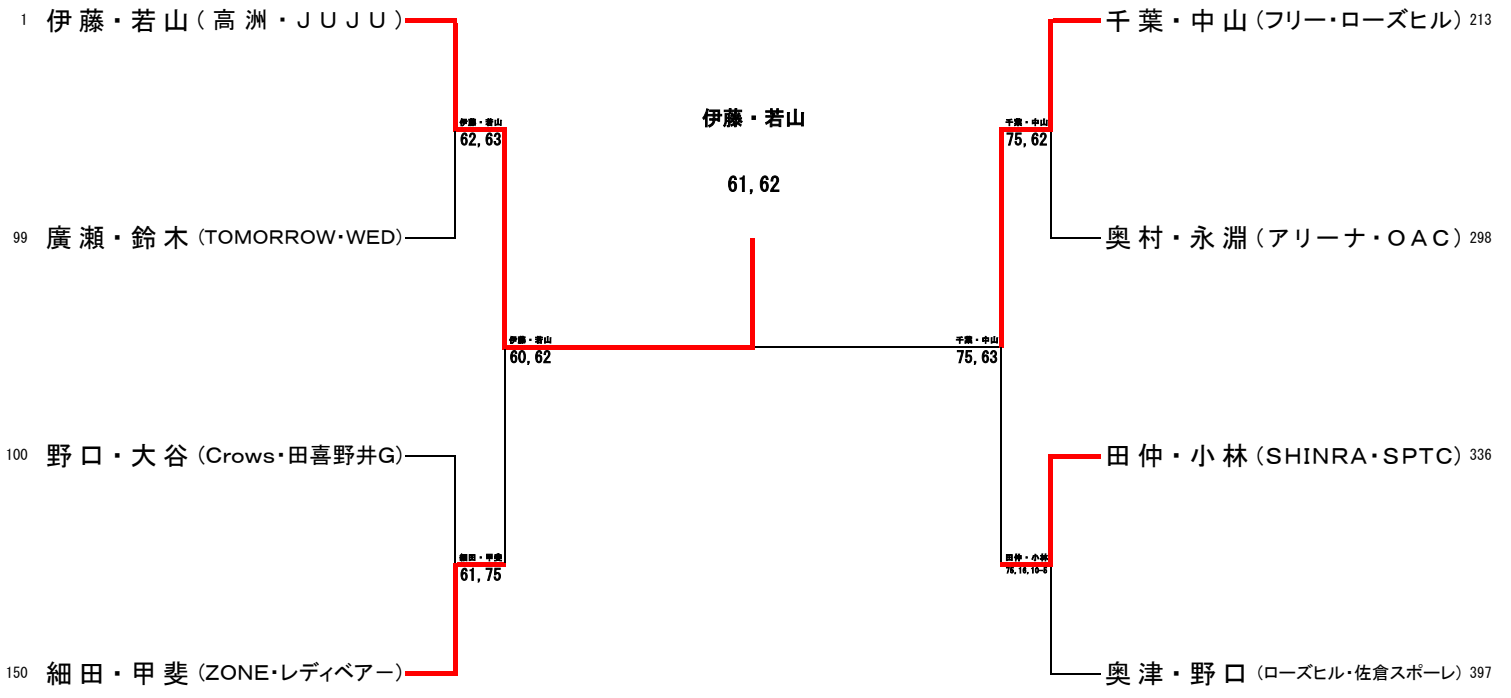 1 伊藤・若山(高洲・JUJU)
千葉・中山(フリー・ローズヒル) 213
伊藤・若山
伊藤・若山
62,63
千葉・中山
75,62
61,62
99 廣瀬・鈴木(TOMORROW・WED)
奥村・永淵(アリーナ・OAC) 298
伊藤・若山
60,62
千葉・中山
75,63
100 野口・大谷(Crows・田喜野井G)
田仲・小林(SHINRA・SPTC) 336
細田・甲斐
61,75
田仲・小林
150 細田・甲斐(ZONE・レディベアー)
奥津・野口(ローズヒル・佐倉スポーレ) 397